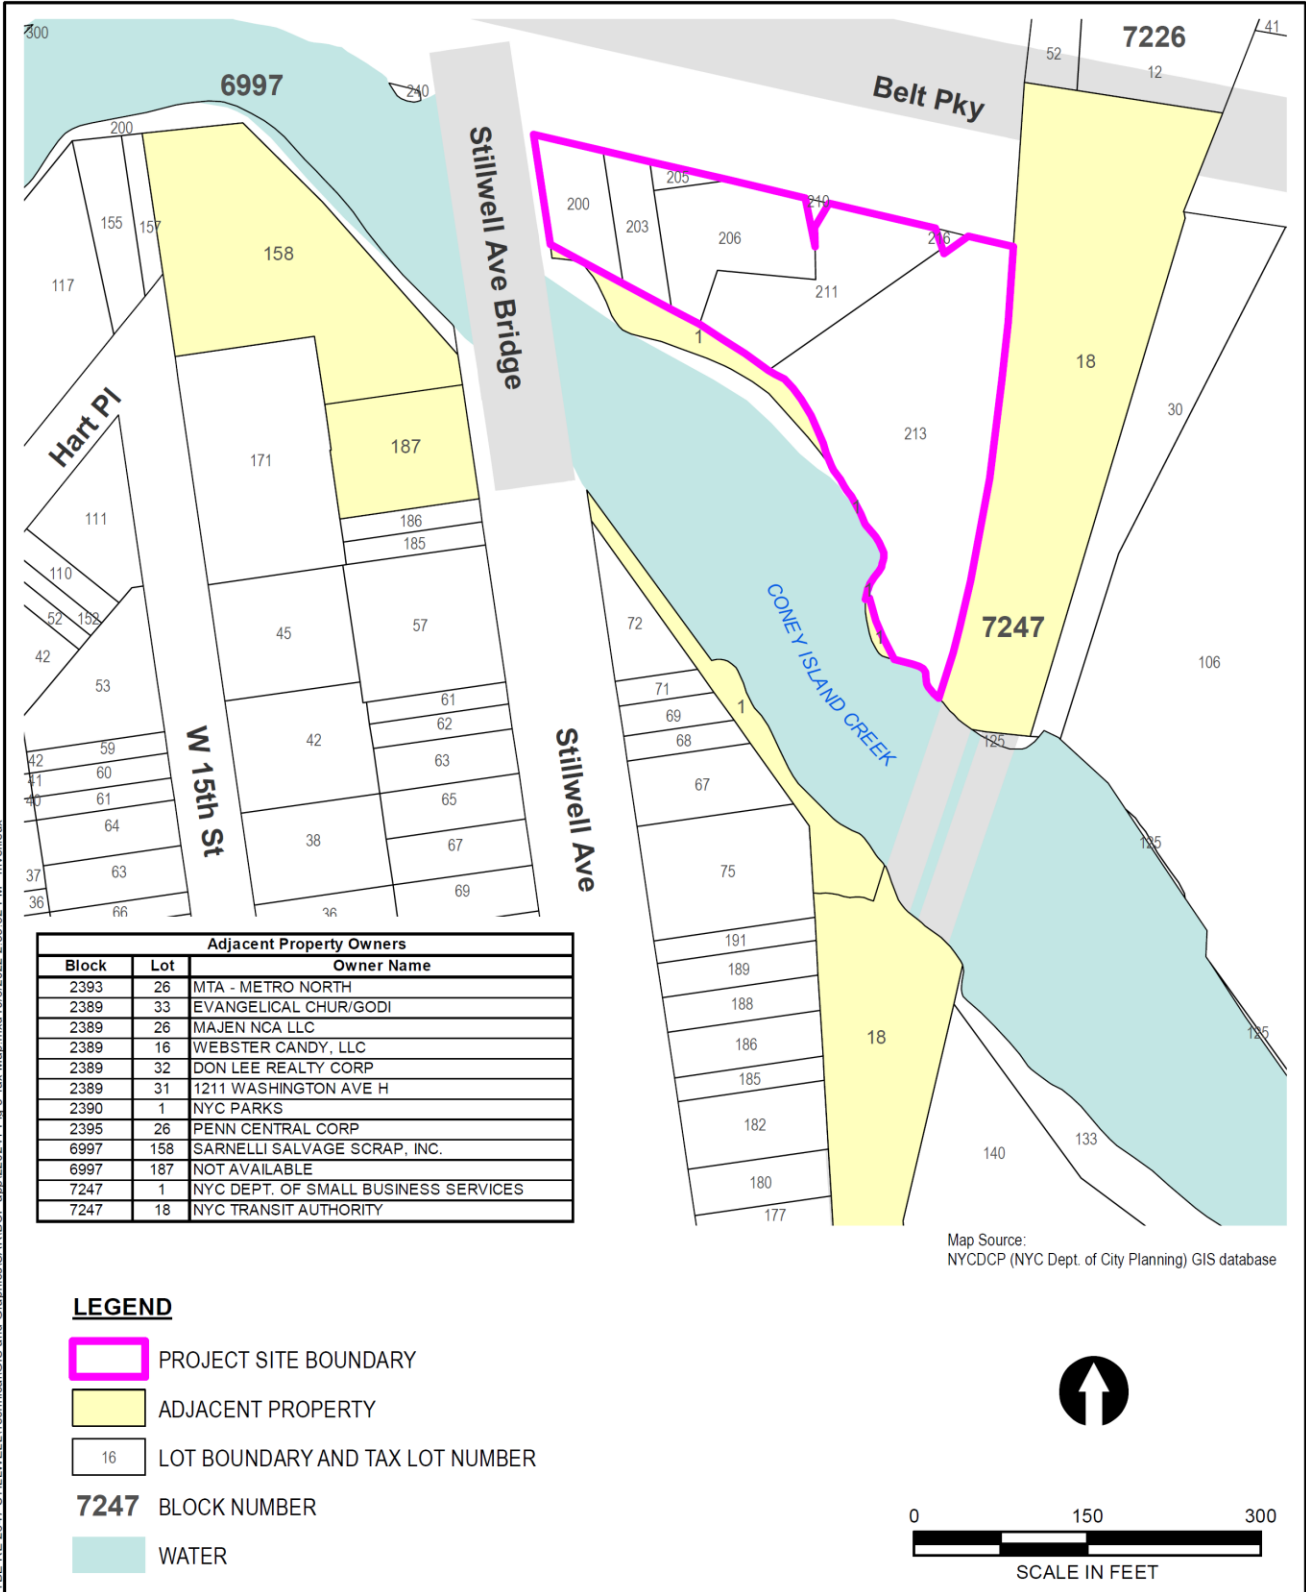 300
6997
240
200
155
157
158
117
Hart Pl
171
187
186
185
111
110
52
152
42
53
45
57
61
62
63
65
67
69
42
38
36
59
60
61
64
63
66
42
41
40
37
36
W 15th St
Stillwell Ave Bridge
Stillwell Ave
Belt Pky
52
7226
12
41
200
203
205
206
210
211
216
213
1
1
1
1
18
30
7247
106
CONEY ISLAND CREEK
72
71
69
68
67
75
1
125
125
125
191
189
188
186
185
182
180
177
18
140
133
Adjacent Property Owners
Block Lot Owner Name
2393 26 MTA - METRO NORTH
2389 33 EVANGELICAL CHUR/GODI
2389 26 MAJEN NCA LLC
2389 16 WEBSTER CANDY, LLC
2389 32 DON LEE REALTY CORP
2389 31 1211 WASHINGTON AVE H
2390 1 NYC PARKS
2395 26 PENN CENTRAL CORP
6997 158 SARNELLI SALVAGE SCRAP, INC.
6997 187 NOT AVAILABLE
7247 1 NYC DEPT. OF SMALL BUSINESS SERVICES
7247 18 NYC TRANSIT AUTHORITY
Map Source:
NYCDCP (NYC Dept. of City Planning) GIS database
LEGEND
PROJECT SITE BOUNDARY
ADJACENT PROPERTY
16 LOT BOUNDARY AND TAX LOT NUMBER
7247 BLOCK NUMBER
WATER
0 150 300
SCALE IN FEET